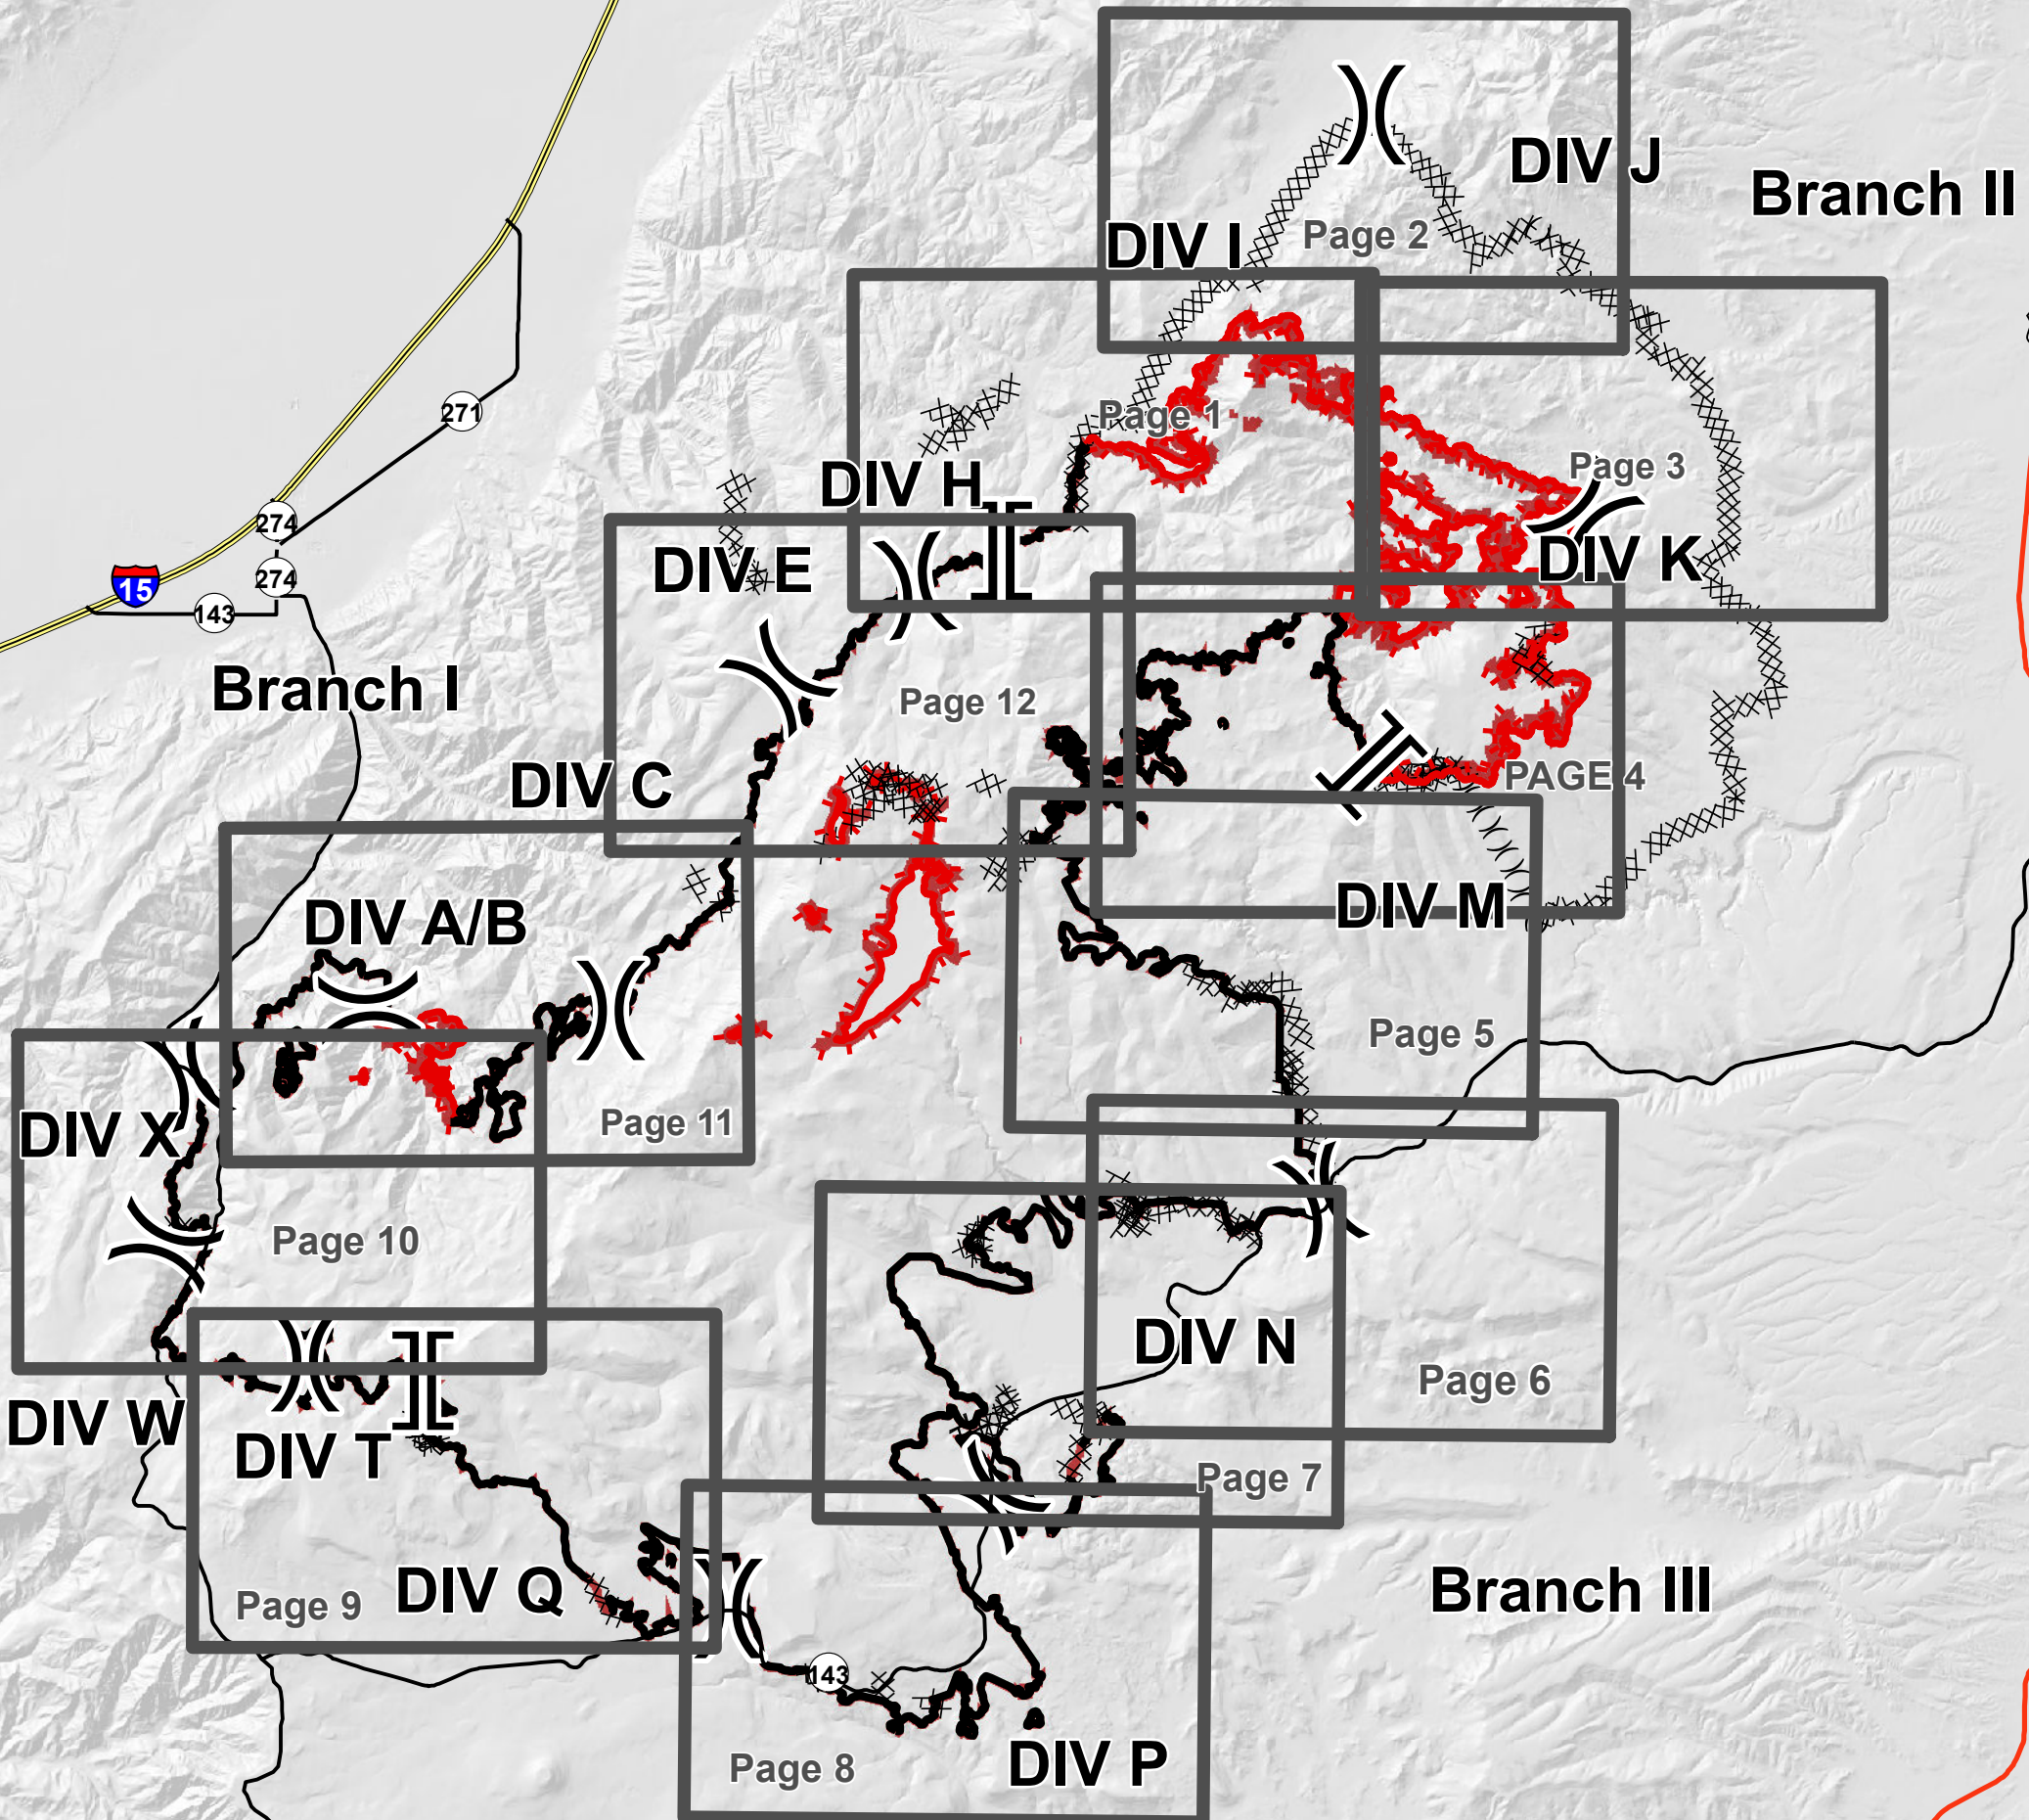 DIV J
Branch II
Page 2
DIV I
271
Page 1
Page 3
DIV H
274
DIV E
DIV K
274
15
143
Branch I
Page 12
PAGE 4
DIV C
DIV M
DIV A/B
Page 5
Page 11
DIV X
Page 10
DIV N
Page 6
DIV W
DIV T
Page 7
DIV Q
Branch III
Page 9
143
DIV P
Page 8